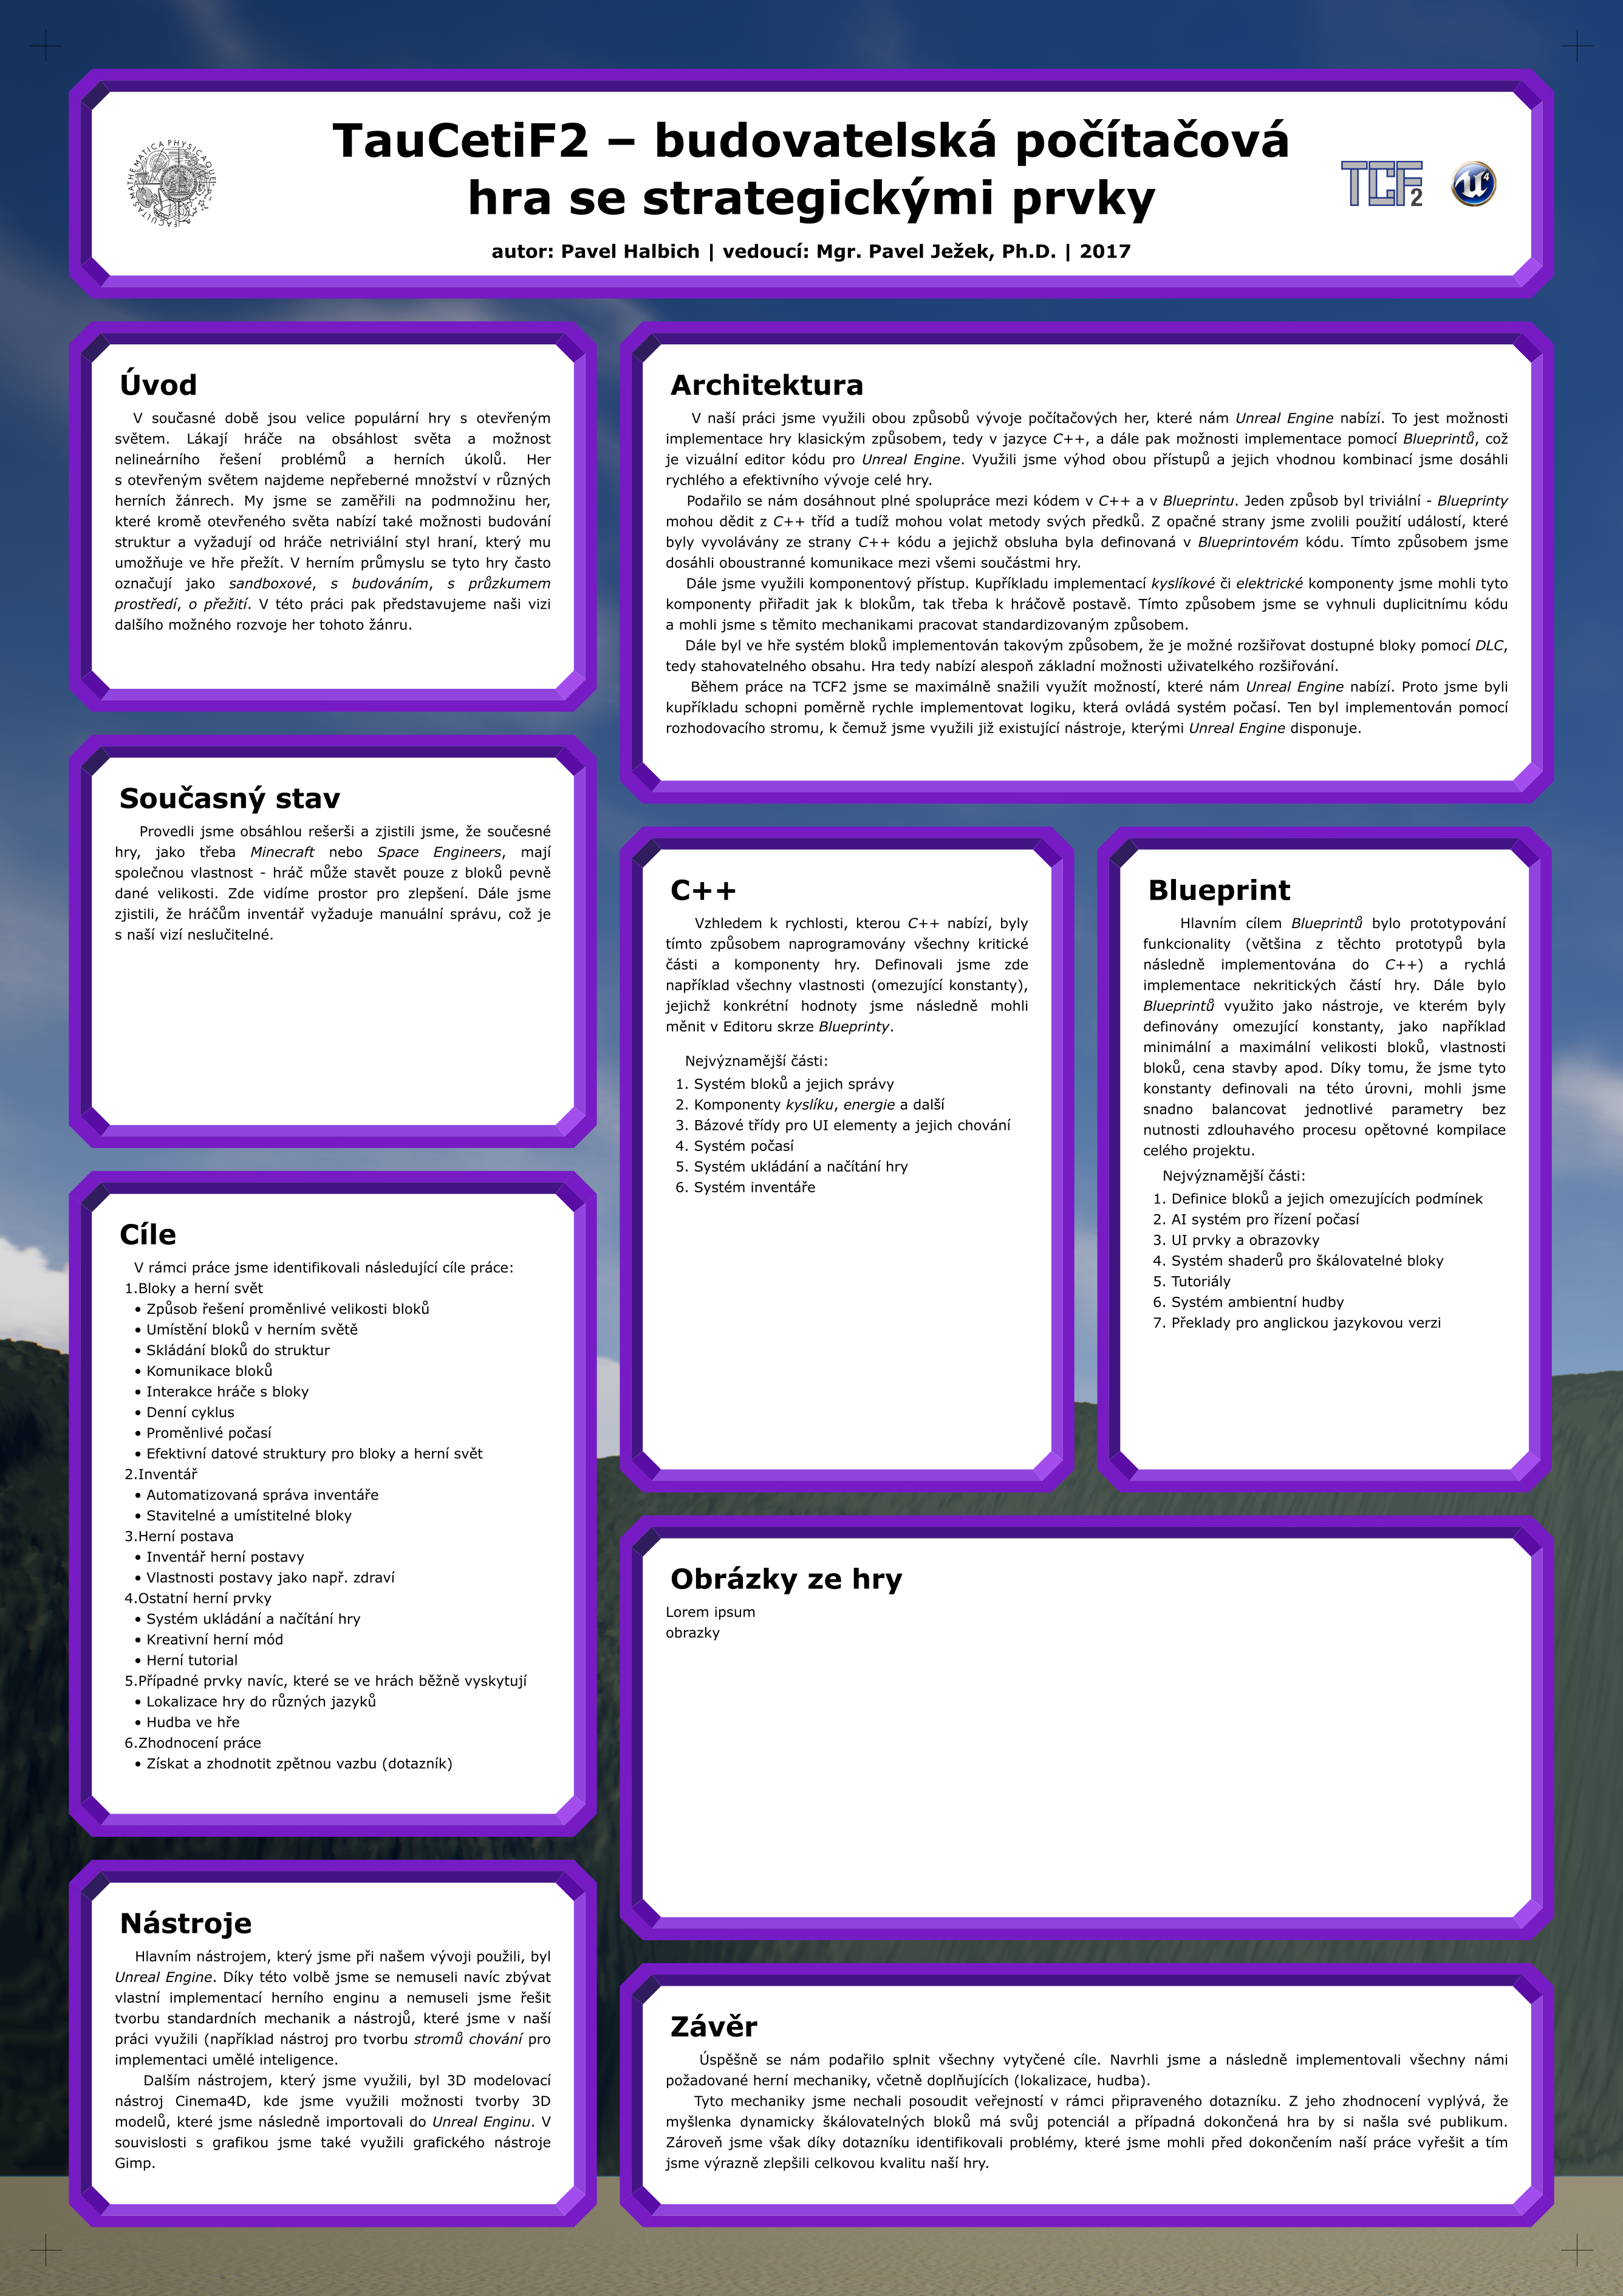 TauCetiF2 – budovatelská počítačová
hra se strategickými prvky
autor: Pavel Halbich | vedoucí: Mgr. Pavel Ježek, Ph.D. | 2017
TCF2
Úvod
V současné době jsou velice populární hry s otevřeným
světem. Lákají hráče na obsáhlost světa a možnost
nelineárního řešení problémů a herních úkolů. Her
s otevřeným světem najdeme nepřeberné množství v různých
herních žánrech. My jsme se zaměřili na podmnožinu her,
které kromě otevřeného světa nabízí také možnosti budování
struktur a vyžadují od hráče netriviální styl hraní, který mu
umožňuje ve hře přežít. V herním průmyslu se tyto hry často
označují jako sandboxové, s budováním, s průzkumem
prostředí, o přežití. V této práci pak představujeme naši vizi
dalšího možného rozvoje her tohoto žánru.
Současný stav
Provedli jsme obsáhlou rešerši a zjistili jsme, že současné
hry, jako třeba Minecraft nebo Space Engineers, mají
společnou vlastnost - hráč může stavět pouze z bloků pevně
dané velikosti. Zde vidíme prostor pro zlepšení. Dále jsme
zjistili, že hráčům inventář vyžaduje manuální správu, což je
s naší vizí neslučitelné.
Cíle
V rámci práce jsme identifikovali následující cíle práce:
1.Bloky a herní svět
• Způsob řešení proměnlivé velikosti bloků
• Umístění bloků v herním světě
• Skládání bloků do struktur
• Komunikace bloků
• Interakce hráče s bloky
• Denní cyklus
• Proměnlivé počasí
• Efektivní datové struktury pro bloky a herní svět
2.Inventář
• Automatizovaná správa inventáře
• Stavitelné a umístitelné bloky
3.Herní postava
• Inventář herní postavy
• Vlastnosti postavy jako např. zdraví
4.Ostatní herní prvky
• Systém ukládání a načítání hry
• Kreativní herní mód
• Herní tutorial
5.Případné prvky navíc, které se ve hrách běžně vyskytují
• Lokalizace hry do různých jazyků
• Hudba ve hře
6.Zhodnocení práce
• Získat a zhodnotit zpětnou vazbu (dotazník)
Nástroje
Hlavním nástrojem, který jsme při našem vývoji použili, byl
Unreal Engine. Díky této volbě jsme se nemuseli navíc zbývat
vlastní implementací herního enginu a nemuseli jsme řešit
tvorbu standardních mechanik a nástrojů, které jsme v naší
práci využili (například nástroj pro tvorbu stromů chování pro
implementaci umělé inteligence.
Dalším nástrojem, který jsme využili, byl 3D modelovací
nástroj Cinema4D, kde jsme využili možnosti tvorby 3D
modelů, které jsme následně importovali do Unreal Enginu. V
souvislosti s grafikou jsme také využili grafického nástroje
Gimp.
Architektura
V naší práci jsme využili obou způsobů vývoje počítačových her, které nám Unreal Engine nabízí. To jest možnosti
implementace hry klasickým způsobem, tedy v jazyce C++, a dále pak možnosti implementace pomocí Blueprintů, což
je vizuální editor kódu pro Unreal Engine. Využili jsme výhod obou přístupů a jejich vhodnou kombinací jsme dosáhli
rychlého a efektivního vývoje celé hry.
Podařilo se nám dosáhnout plné spolupráce mezi kódem v C++ a v Blueprintu. Jeden způsob byl triviální - Blueprinty
mohou dědit z C++ tříd a tudíž mohou volat metody svých předků. Z opačné strany jsme zvolili použití událostí, které
byly vyvolávány ze strany C++ kódu a jejichž obsluha byla definovaná v Blueprintovém kódu. Tímto způsobem jsme
dosáhli oboustranné komunikace mezi všemi součástmi hry.
Dále jsme využili komponentový přístup. Kupříkladu implementací kyslíkové či elektrické komponenty jsme mohli tyto
komponenty přiřadit jak k blokům, tak třeba k hráčově postavě. Tímto způsobem jsme se vyhnuli duplicitnímu kódu
a mohli jsme s těmito mechanikami pracovat standardizovaným způsobem.
Dále byl ve hře systém bloků implementován takovým způsobem, že je možné rozšiřovat dostupné bloky pomocí DLC,
tedy stahovatelného obsahu. Hra tedy nabízí alespoň základní možnosti uživatelkého rozšiřování.
Během práce na TCF2 jsme se maximálně snažili využít možností, které nám Unreal Engine nabízí. Proto jsme byli
kupříkladu schopni poměrně rychle implementovat logiku, která ovládá systém počasí. Ten byl implementován pomocí
rozhodovacího stromu, k čemuž jsme využili již existující nástroje, kterými Unreal Engine disponuje.
C++
Vzhledem k rychlosti, kterou C++ nabízí, byly
tímto způsobem naprogramovány všechny kritické
části a komponenty hry. Definovali jsme zde
například všechny vlastnosti (omezující konstanty),
jejichž konkrétní hodnoty jsme následně mohli
měnit v Editoru skrze Blueprinty.
Nejvýznamější části:
1. Systém bloků a jejich správy
2. Komponenty kyslíku, energie a další
3. Bázové třídy pro UI elementy a jejich chování
4. Systém počasí
5. Systém ukládání a načítání hry
6. Systém inventáře
Blueprint
Hlavním cílem Blueprintů bylo prototypování
funkcionality (většina z těchto prototypů byla
následně implementována do C++) a rychlá
implementace nekritických částí hry. Dále bylo
Blueprintů využito jako nástroje, ve kterém byly
definovány omezující konstanty, jako například
minimální a maximální velikosti bloků, vlastnosti
bloků, cena stavby apod. Díky tomu, že jsme tyto
konstanty definovali na této úrovni, mohli jsme
snadno balancovat jednotlivé parametry bez
nutnosti zdlouhavého procesu opětovné kompilace
celého projektu.
Nejvýznamější části:
1. Definice bloků a jejich omezujících podmínek
2. AI systém pro řízení počasí
3. UI prvky a obrazovky
4. Systém shaderů pro škálovatelné bloky
5. Tutoriály
6. Systém ambientní hudby
7. Překlady pro anglickou jazykovou verzi
Obrázky ze hry
Lorem ipsum
obrazky
Závěr
Úspěšně se nám podařilo splnit všechny vytyčené cíle. Navrhli jsme a následně implementovali všechny námi
požadované herní mechaniky, včetně doplňujících (lokalizace, hudba).
Tyto mechaniky jsme nechali posoudit veřejností v rámci připraveného dotazníku. Z jeho zhodnocení vyplývá, že
myšlenka dynamicky škálovatelných bloků má svůj potenciál a případná dokončená hra by si našla své publikum.
Zároveň jsme však díky dotazníku identifikovali problémy, které jsme mohli před dokončením naší práce vyřešit a tím
jsme výrazně zlepšili celkovou kvalitu naší hry.